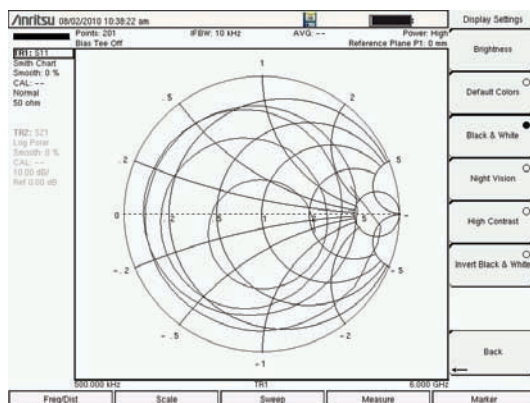 Anritsu 08/02/2010 10:38:22 am
Display Settings
Points: 201 IFBW: 10 kHz AVG: -- Power: High
Bias Tee Off Reference Plane P1: 0 mm
TR1: S11
Smith Chart
Smooth: 0 %
CAL: --
Normal
50 ohm
TR2: S21
Log Polar
Smooth: 0 %
CAL: --
10.00 dB/
Ref 0.00 dB
1
.5 2
.2 5
0 .2 .5 1 2 5
-.2 -5
-.5 -2
-1
500.000 kHz TR1 6.000 GHz
Brightness
Default Colors
Black & White
Night Vision
High Contrast
Invert Black & White
Back
Freq/Dist Scale Sweep Measure Marker